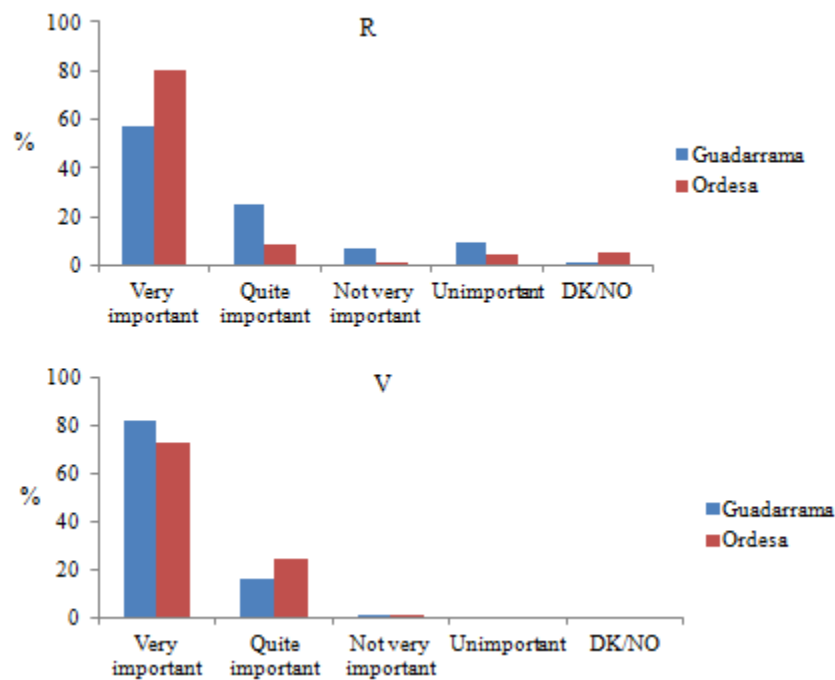 R
100
80
60
40
20
0
%
Guadarrama
Ordesa
Very important
Quite important
Not very important
Unimportant
DK/NO
V
100
80
60
40
20
0
%
Guadarrama
Ordesa
Very important
Quite important
Not very important
Unimportant
DK/NO